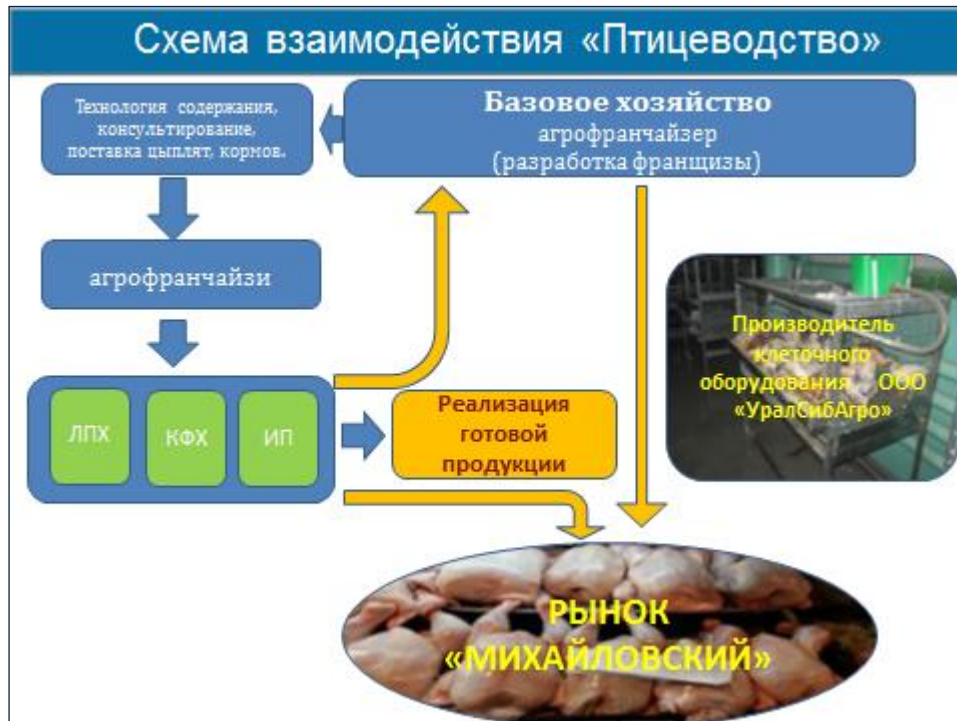 Схема взаимодействия «Птицеводство»
Технология содержания,
консультирование,
поставка цыплят, кормов.
Базовое хозяйство
агрофранчайзер
(разработка франщизы)
агрофранчайзи
ЛПХ
КФХ
ИП
Реализация
готовой
продукции
Производитель
клеточного
оборудования ООО
«УралСибАгро»
РЫНОК
«МИХАЙЛОВСКИЙ»